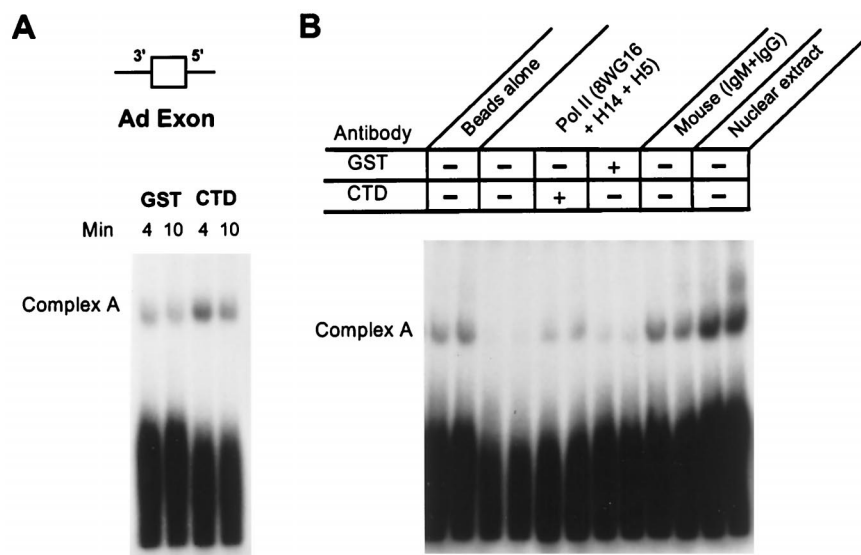 A
3' 5'
Ad Exon
GST CTD
Min 4 10 4 10
Complex A
B
Beads alone
Pol II (8WG16
+ H14 + H5)
Mouse (IgM+IgG)
Nuclear extract
Antibody
GST − − − + − −
CTD − − + − − −
Complex A